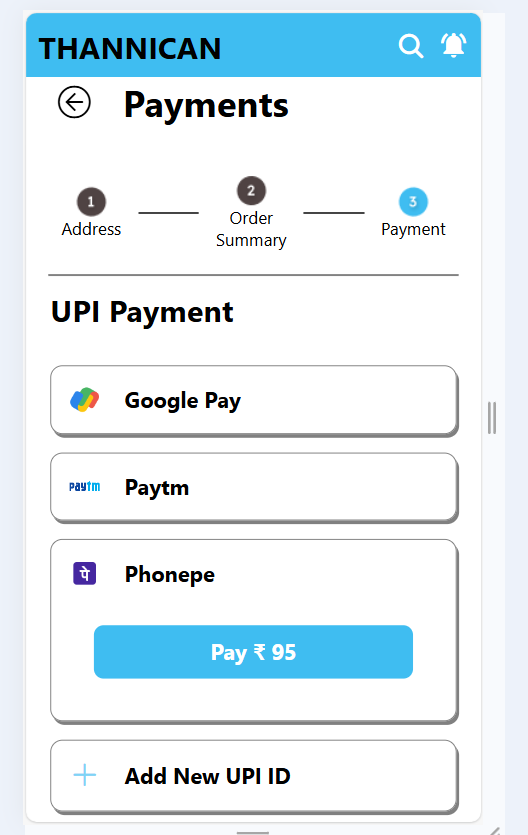 THANNICAN
Payments
1
Address
2
Order
Summary
3
Payment
UPI Payment
Google Pay
paytm Paytm
पे Phonepe
Pay ₹ 95
Add New UPI ID